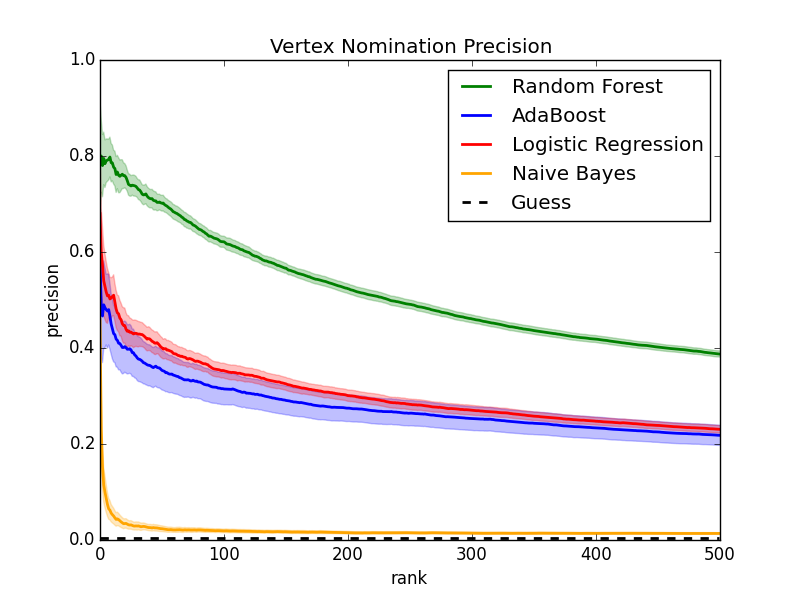 Vertex Nomination Precision
1.0
0.8
0.6
0.4
0.2
0.0
precision
Random Forest
AdaBoost
Logistic Regression
Naive Bayes
Guess
0 100 200 300 400 500
rank